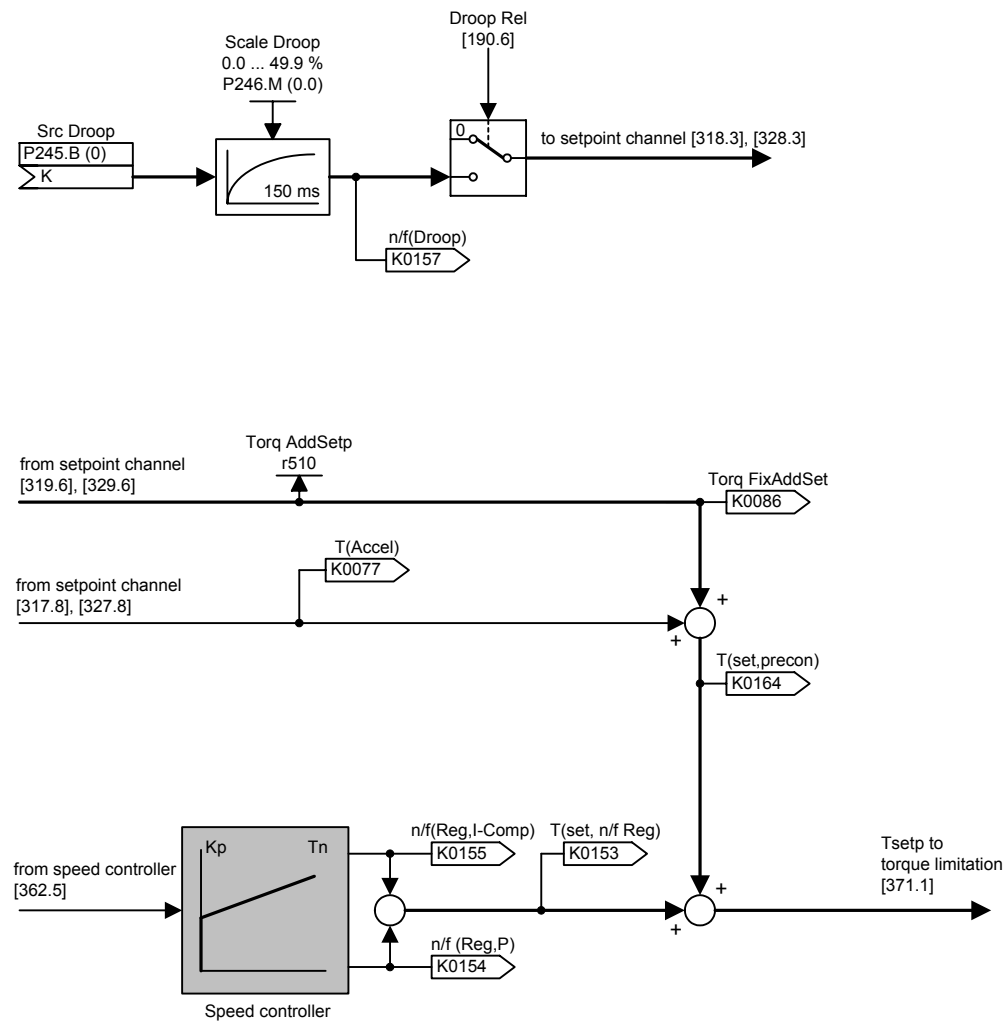 Droop Rel
[190.6]
Scale Droop
0.0 ... 49.9 %
P246.M (0.0)
Src Droop
P245.B (0)
K
150 ms
0
to setpoint channel [318.3], [328.3]
n/f(Droop)
K0157
Torq AddSetp
r510
from setpoint channel
[319.6], [329.6]
Torq FixAddSet
K0086
T(Accel)
K0077
from setpoint channel
[317.8], [327.8]
+
+
T(set,precon)
K0164
Kp
Tn
n/f(Reg,I-Comp)
K0155
T(set, n/f Reg)
K0153
Tsetp to
torque limitation
[371.1]
from speed controller
[362.5]
+
+
n/f (Reg,P)
K0154
Speed controller